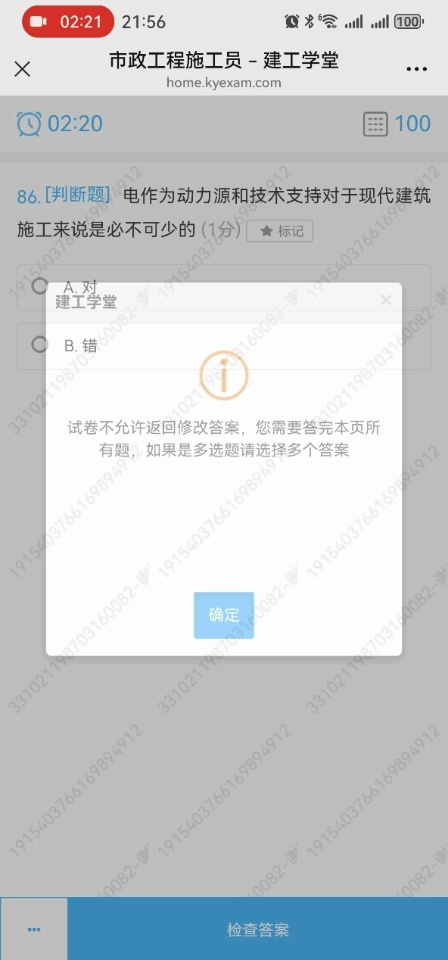 02:21 21:56 100
市政工程施工员 – 建工学堂
home.kyexam.com
02:20 100
86. [判断题] 电作为动力源和技术支持对于现代建筑
施工来说是必不可少的 (1分) ★ 标记
A. 对
建工学堂 ×
B. 错
试卷不允许返回修改答案，您需要答完本页所
有题，如果是多选题请选择多个答案
确定
检查答案
331021198703160082-
191540376616989491​2